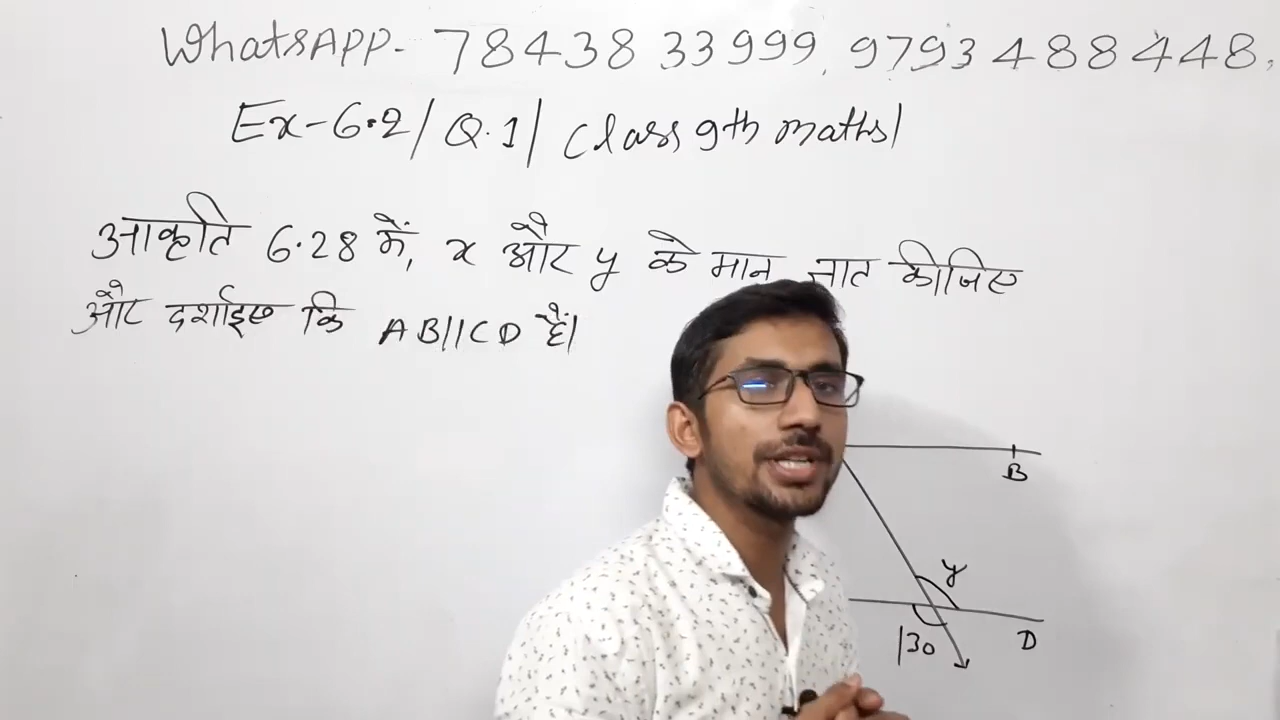 WhatsAPP- 78438 33999, 9793 488 448,
Ex-6.2/ Q.1/ Class 9th maths/
आकृति 6.28 में, x और y के मान ज्ञात कीजिए
और दर्शाइए कि AB||CD है।
B
y
130
D